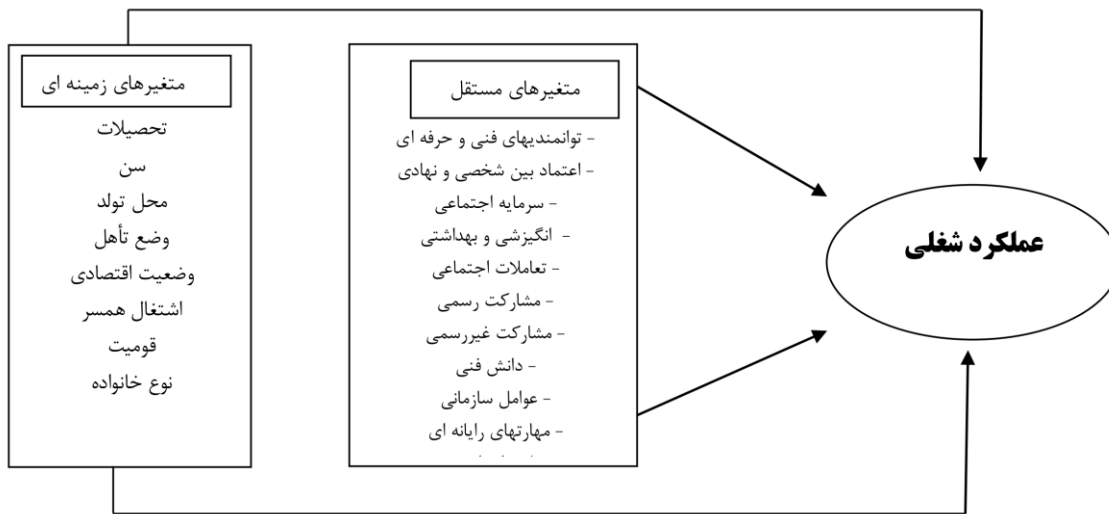 متغیرهای زمینه ای
تحصیلات
سن
محل تولد
وضع تأهل
وضعیت اقتصادی
اشتغال همسر
قومیت
نوع خانواده
متغیرهای مستقل
- توانمندیهای فنی و حرفه ای
- اعتماد بین شخصی و نهادی
- سرمایه اجتماعی
- انگیزشی و بهداشتی
- تعاملات اجتماعی
- مشارکت رسمی
- مشارکت غیررسمی
- دانش فنی
- عوامل سازمانی
- مهارتهای رایانه ای
عملکرد شغلی